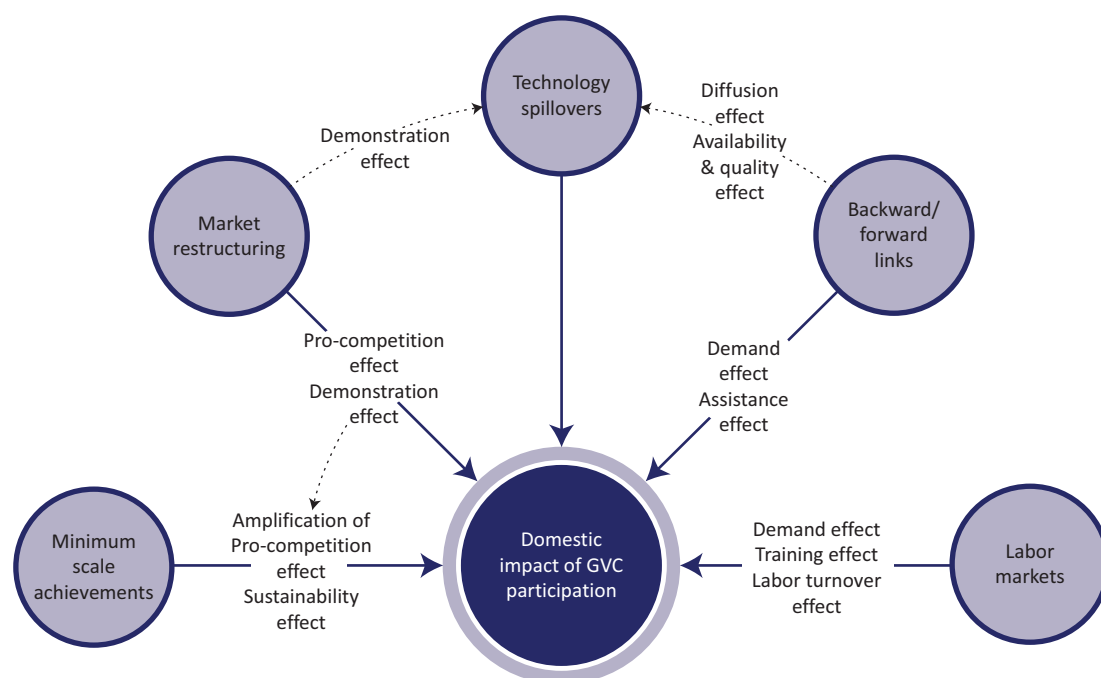 Technology
spillovers
Demonstration
effect
Diffusion
effect
Availability
& quality
effect
Market
restructuring
Backward/
forward
links
Pro-competition
effect
Demonstration
effect
Demand
effect
Assistance
effect
Minimum
scale
achievements
Amplification of
Pro-competition
effect
Sustainability
effect
Domestic
impact of GVC
participation
Demand effect
Training effect
Labor turnover
effect
Labor
markets